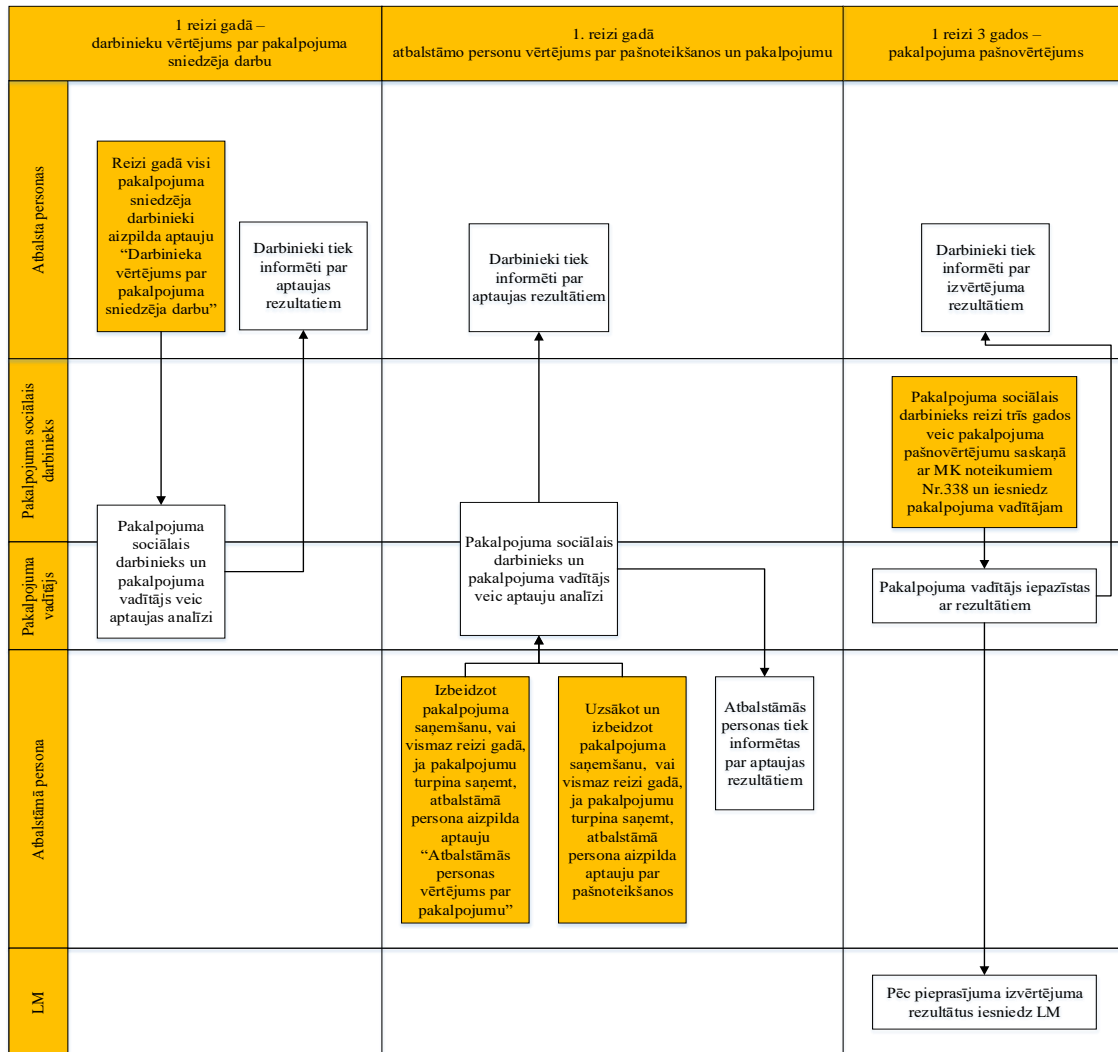 1 reizi gadā –
darbinieku vērtējums par pakalpojuma
sniedzēja darbu
1. reizi gadā
atbalstāmo personu vērtējums par pašnoteikšanos un pakalpojumu
1 reizi 3 gados –
pakalpojuma pašnovērtējums
Atbalsta personas
Reizi gadā visi
pakalpojuma
sniedzēja
darbinieki
aizpilda aptauju
“Darbinieka
vērtējums par
pakalpojuma
sniedzēja darbu”
Darbinieki tiek
informēti par
aptaujas
rezultatiem
Darbinieki tiek
informēti par
aptaujas rezultātiem
Darbinieki tiek
informēti par
izvērtējuma
rezultātiem
Pakalpojuma sociālais
darbinieks
Pakalpojuma sociālais
darbinieks reizi trīs gados
veic pakalpojuma
pašnovērtējumu saskaņā
ar MK noteikumiem
Nr.338 un iesniedz
pakalpojuma vadītājam
Pakalpojuma
vadītājs
Pakalpojuma
sociālais
darbinieks un
pakalpojuma
vadītājs veic
aptaujas analīzi
Pakalpojuma sociālais
darbinieks un
pakalpojuma vadītājs
veic aptauju analīzi
Pakalpojuma vadītājs iepazīstas
ar rezultātiem
Atbalstāmā persona
Izbeidzot
pakalpojuma
saņemšanu, vai
vismaz reizi gadā,
ja pakalpojumu
turpina saņemt,
atbalstāmā
persona aizpilda
aptauju
“Atbalstāmās
personas
vērtējums par
pakalpojumu”
Uzsākot un
izbeidzot
pakalpojuma
saņemšanu, vai
vismaz reizi gadā,
ja pakalpojumu
turpina saņemt,
atbalstāmā
persona aizpilda
aptauju par
pašnoteikšanos
Atbalstāmās
personas tiek
informētas
par aptaujas
rezultātiem
LM
Pēc pieprasījuma izvērtējuma
rezultātus iesniedz LM